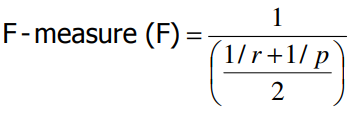 F-measure (F) = 1 / ((1/r + 1/p) / 2)